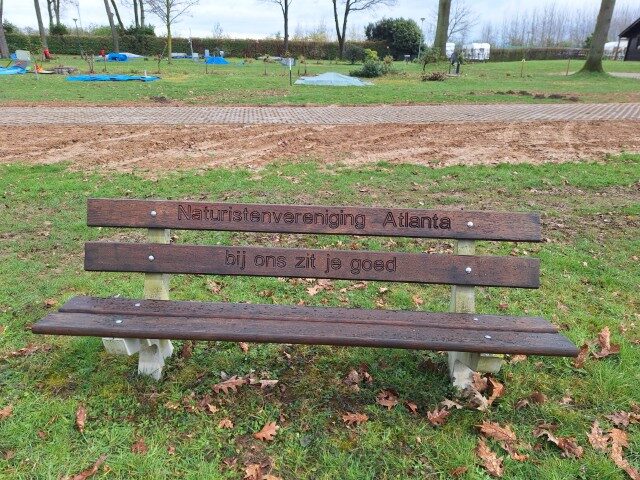 Naturistenvereniging Atlanta
bij ons zit je goed